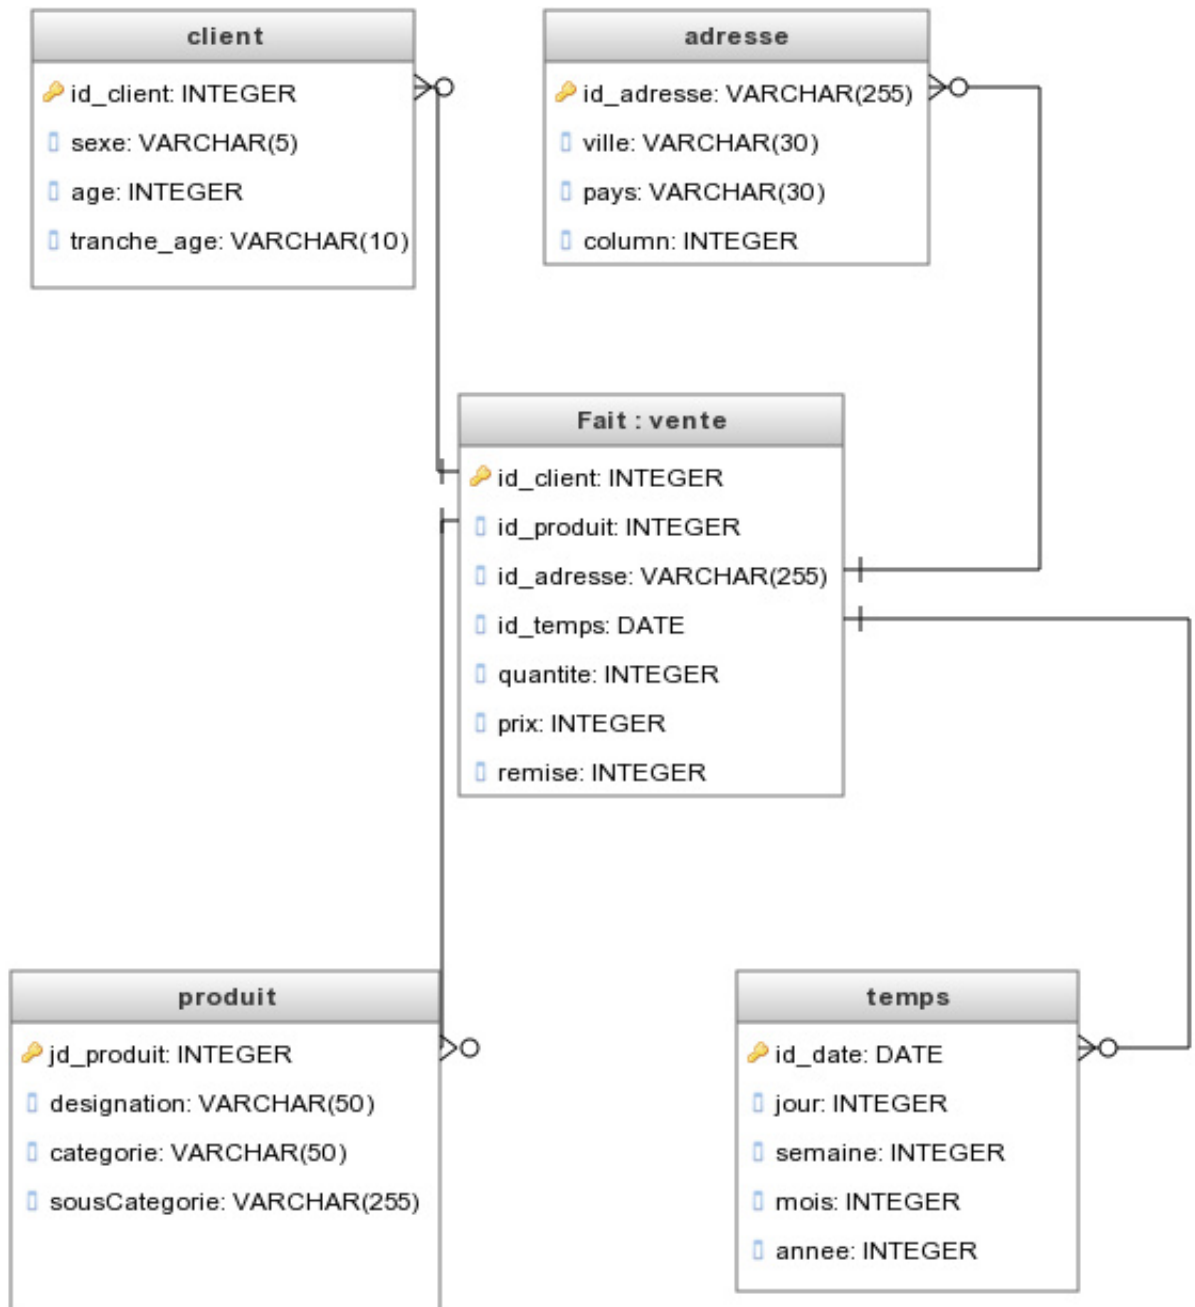 client
id_client: INTEGER
sexe: VARCHAR(5)
age: INTEGER
tranche_age: VARCHAR(10)
adresse
id_adresse: VARCHAR(255)
ville: VARCHAR(30)
pays: VARCHAR(30)
column: INTEGER
Fait : vente
id_client: INTEGER
id_produit: INTEGER
id_adresse: VARCHAR(255)
id_temps: DATE
quantite: INTEGER
prix: INTEGER
remise: INTEGER
produit
jd_produit: INTEGER
designation: VARCHAR(50)
categorie: VARCHAR(50)
sousCategorie: VARCHAR(255)
temps
id_date: DATE
jour: INTEGER
semaine: INTEGER
mois: INTEGER
annee: INTEGER